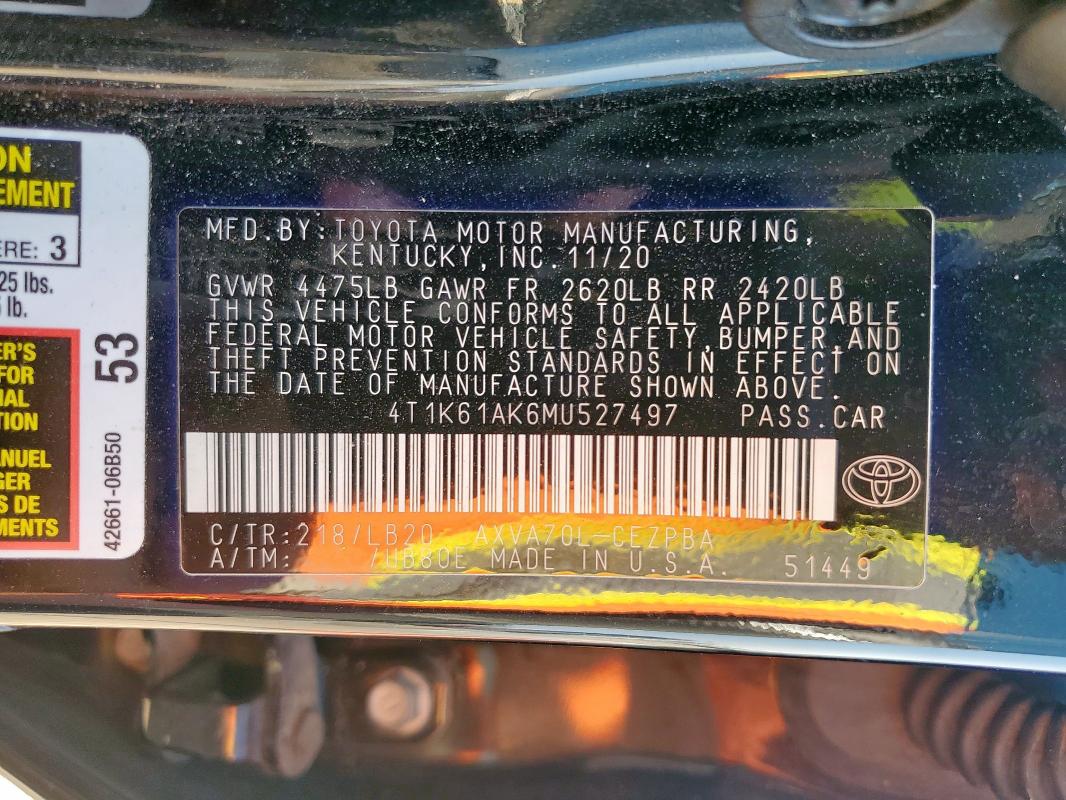 ON
EMENT
ERE: 3
25 lbs.
lb.
ER'S
FOR
NAL
TION
ANUEL
GER
S DE
MENTS
53
42661-06B50
MFD.BY:TOYOTA MOTOR MANUFACTURING,
KENTUCKY,INC. 11/20
GVWR 4475LB GAWR FR 2620LB RR 2420LB
THIS VEHICLE CONFORMS TO ALL APPLICABLE
FEDERAL MOTOR VEHICLE SAFETY,BUMPER,AND
THEFT PREVENTION STANDARDS IN EFFECT ON
THE DATE OF MANUFACTURE SHOWN ABOVE.
4T1K61AK6MU527497 PASS.CAR
C/TR:218/LB20 AXVA70L-CEZPBA
A/TM: /UB80E MADE IN U.S.A. 51449